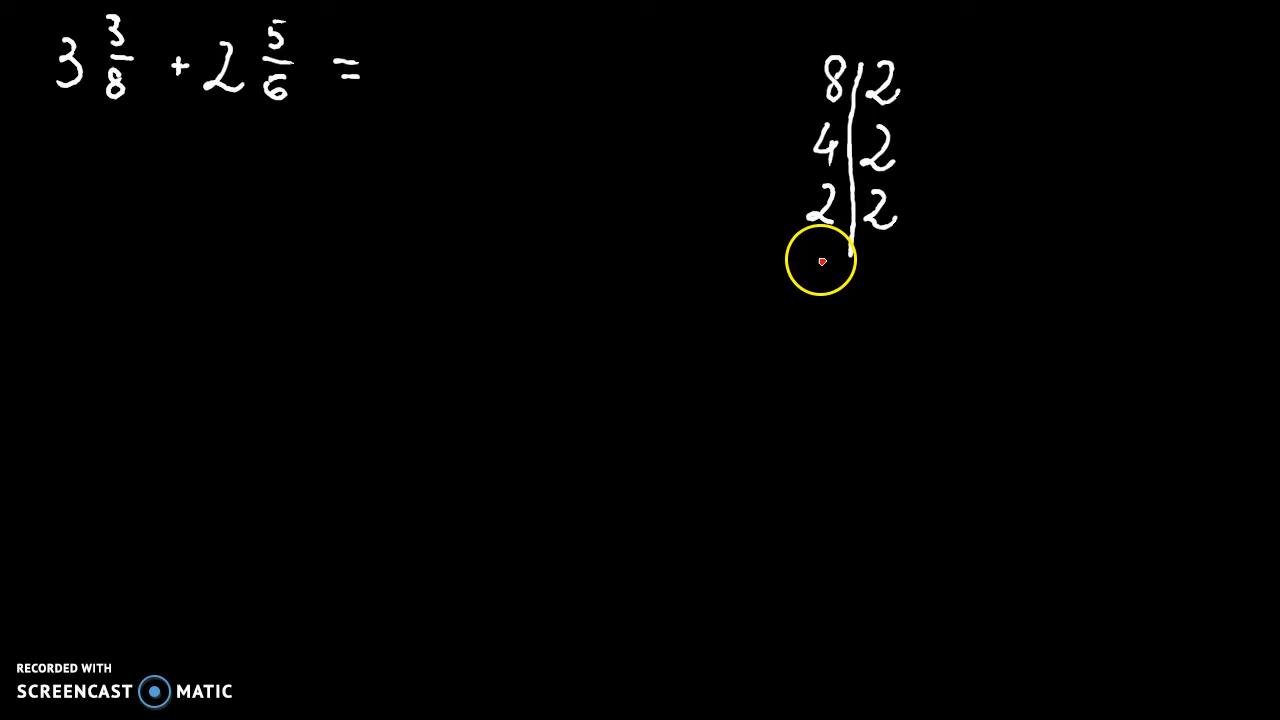 3 3/8 + 2 5/6 =
8 | 2
4 | 2
2 | 2
RECORDED WITH
SCREENCAST MATIC